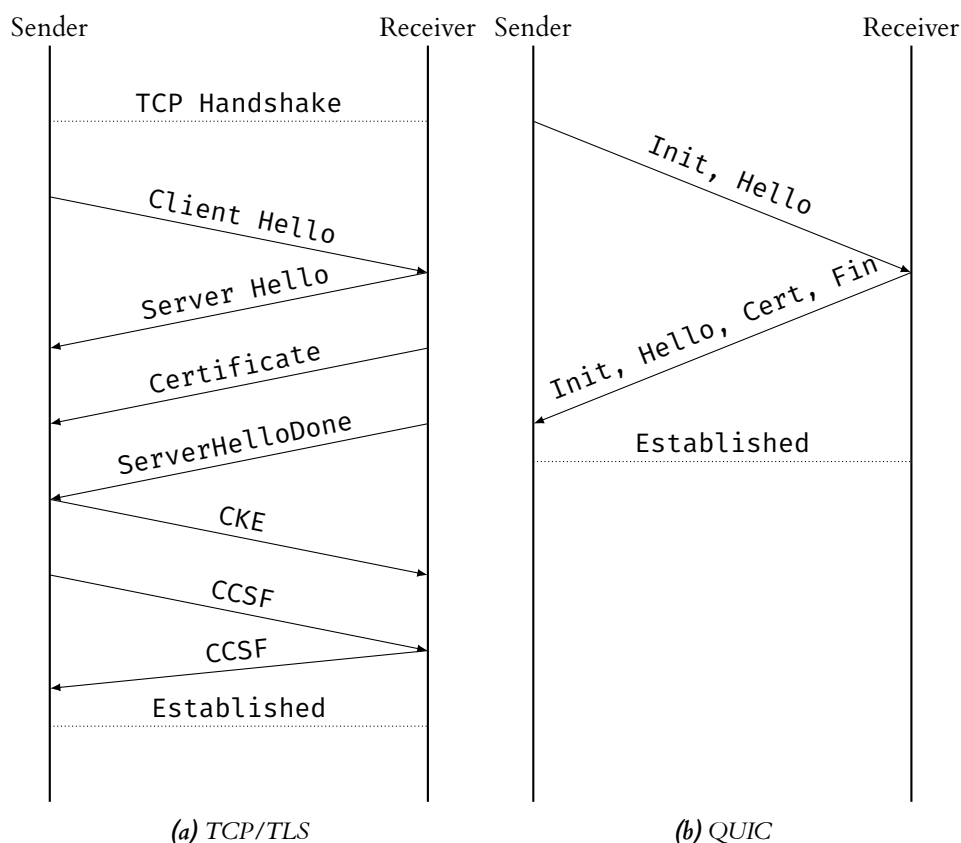 Sender
Receiver
TCP Handshake
Client Hello
Server Hello
Certificate
ServerHelloDone
CKE
CCSF
CCSF
Established
(a) TCP/TLS
Sender
Receiver
Init, Hello
Init, Hello, Cert, Fin
Established
(b) QUIC